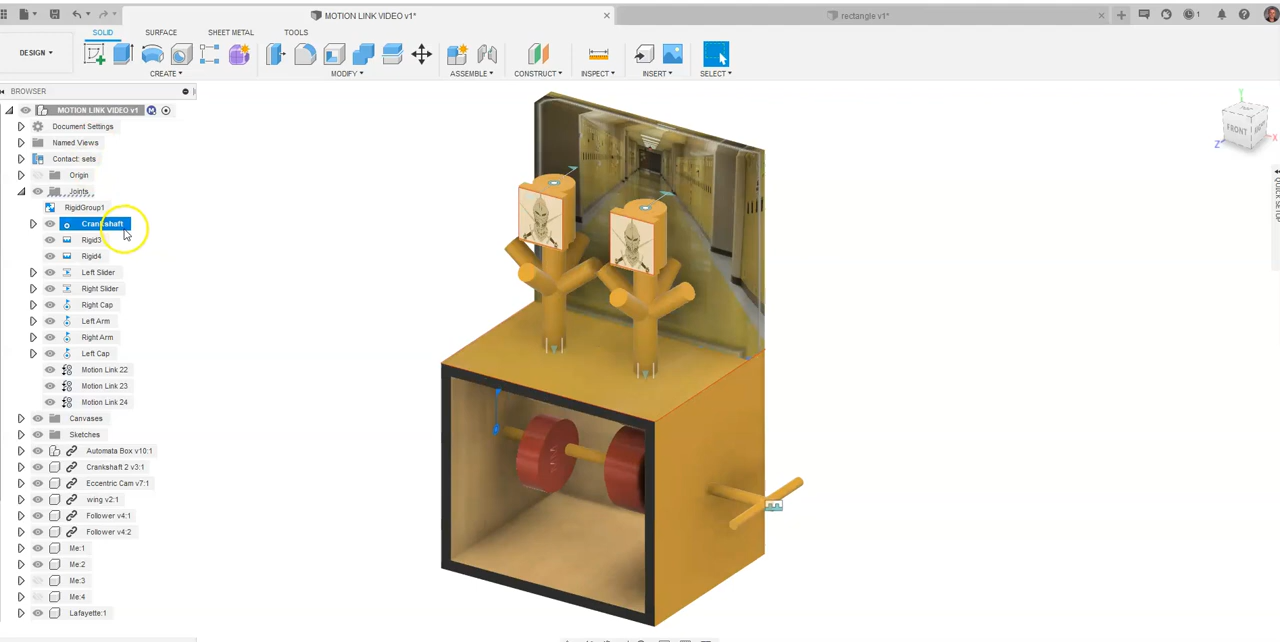 MOTION LINK VIDEO v1*
rectangle v1*
1
DESIGN
SOLID
SURFACE
SHEET METAL
TOOLS
CREATE
MODIFY
ASSEMBLE
CONSTRUCT
INSPECT
INSERT
SELECT
BROWSER
MOTION LINK VIDEO v1
Document Settings
Named Views
Contact: sets
Origin
Joints
RigidGroup1
Crankshaft
Rigid3
Rigid4
Left Slider
Right Slider
Right Cap
Left Arm
Right Arm
Left Cap
Motion Link 22
Motion Link 23
Motion Link 24
Canvases
Sketches
Automata Box v10:1
Crankshaft 2 v3:1
Eccentric Cam v7:1
wing v2:1
Follower v4:1
Follower v4:2
Me:1
Me:2
Me:3
Me:4
Lafayette:1
Y
FRONT
Z
X